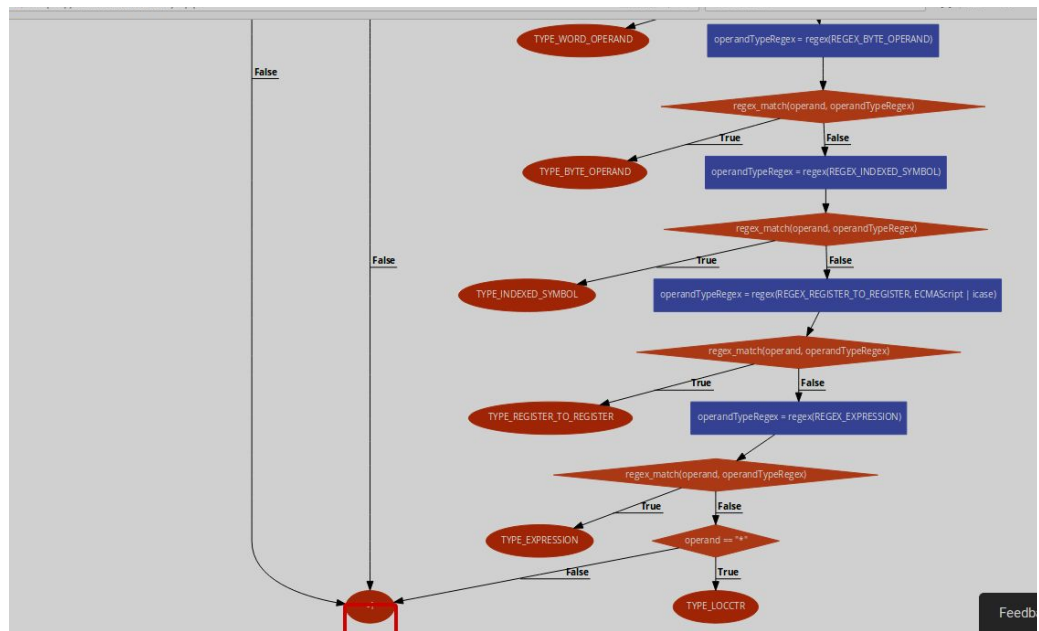 TYPE_WORD_OPERAND
operandTypeRegex = regex(REGEX_BYTE_OPERAND)
False
regex_match(operand, operandTypeRegex)
True
False
TYPE_BYTE_OPERAND
operandTypeRegex = regex(REGEX_INDEXED_SYMBOL)
regex_match(operand, operandTypeRegex)
False
True
False
TYPE_INDEXED_SYMBOL
operandTypeRegex = regex(REGEX_REGISTER_TO_REGISTER, ECMAScript | icase)
regex_match(operand, operandTypeRegex)
True
False
TYPE_REGISTER_TO_REGISTER
operandTypeRegex = regex(REGEX_EXPRESSION)
regex_match(operand, operandTypeRegex)
True
False
TYPE_EXPRESSION
operand == "*"
False
True
TYPE_LOCCTR